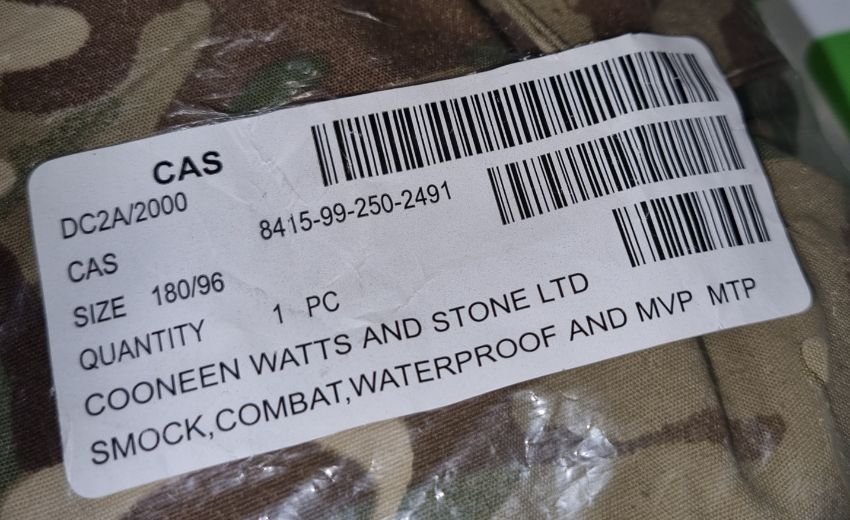 CAS
DC2A/2000
CAS 8415-99-250-2491
SIZE 180/96
QUANTITY 1 PC
COONEEN WATTS AND STONE LTD
SMOCK,COMBAT,WATERPROOF AND MVP MTP